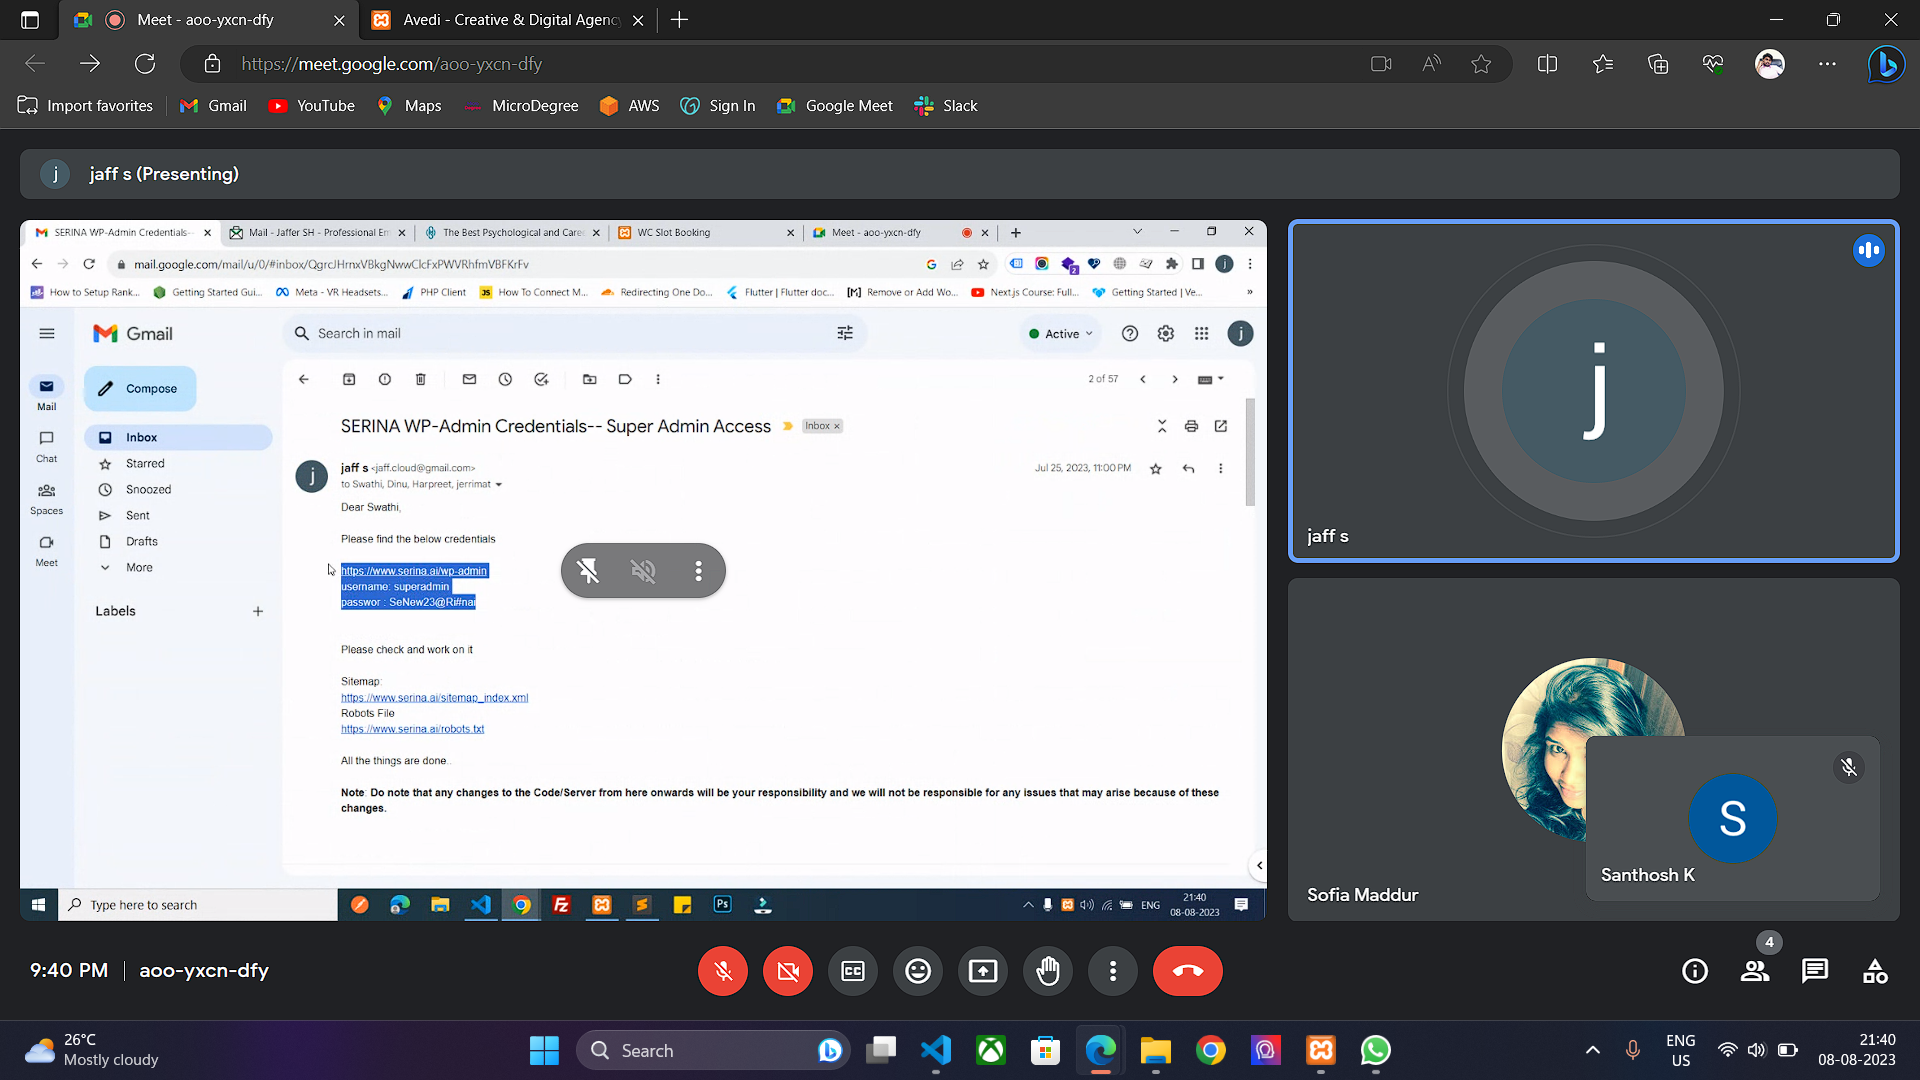 Meet - aoo-yxcn-dfy
Avedi - Creative & Digital Agenc
https://meet.google.com/aoo-yxcn-dfy
Import favorites
Gmail
YouTube
Maps
MicroDegree
AWS
Sign In
Google Meet
Slack
j
jaff s (Presenting)
SERINA WP-Admin Credentials--
Mail - Jaffer SH - Professional Em
The Best Psychological and Care
WC Slot Booking
Meet - aoo-yxcn-dfy
mail.google.com/mail/u/0/#inbox/QgrcJHrnxVBkgNwwClcFxPWVRhfmVBFKrFv
How to Setup Rank...
Getting Started Gui...
Meta - VR Headsets...
PHP Client
How To Connect M...
Redirecting One Do...
Flutter | Flutter doc...
Remove or Add Wo...
Next.js Course: Full...
Getting Started | Ve...
»
Gmail
Search in mail
Active
j
Mail
Chat
Spaces
Meet
Compose
Inbox
Starred
Snoozed
Sent
Drafts
More
Labels
2 of 57
SERINA WP-Admin Credentials-- Super Admin Access
Inbox ×
j
jaff s <jaff.cloud@gmail.com>
Jul 25, 2023, 11:00 PM
to Swathi, Dinu, Harpreet, jerrimat
Dear Swathi,
Please find the below credentials
https://www.serina.ai/wp-admin
username: superadmin
passwor : SeNew23@Ri#nai
Please check and work on it
Sitemap:
https://www.serina.ai/sitemap_index.xml
Robots File
https://www.serina.ai/robots.txt
All the things are done..
Note: Do note that any changes to the Code/Server from here onwards will be your responsibility and we will not be responsible for any issues that may arise because of these
changes.
Type here to search
ENG
21:40
08-08-2023
j
jaff s
Sofia Maddur
S
Santhosh K
9:40 PM | aoo-yxcn-dfy
4
26°C
Mostly cloudy
Search
ENG
US
21:40
08-08-2023